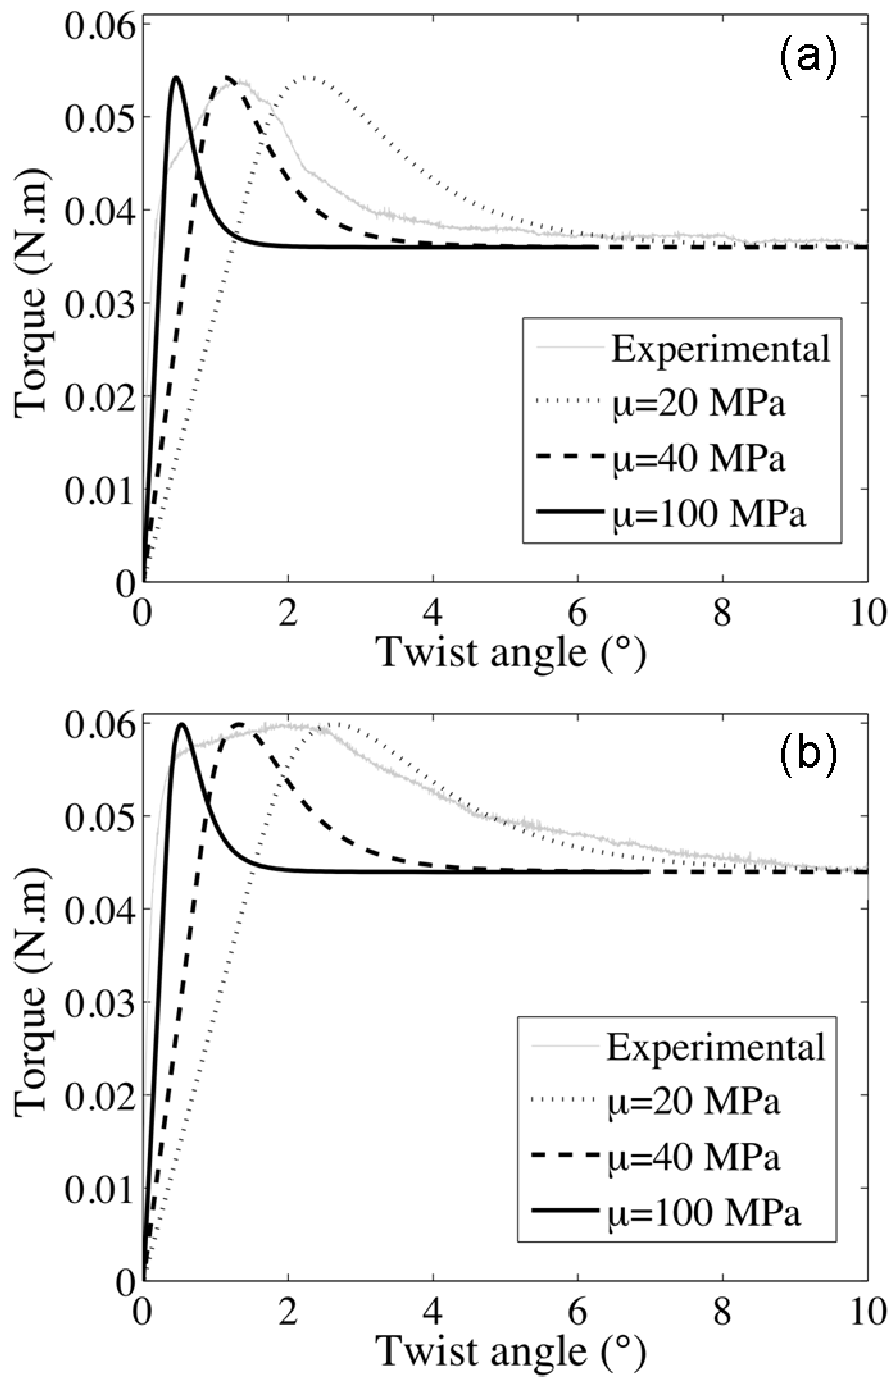 (a)
Torque (N.m)
0.06
0.05
0.04
0.03
0.02
0.01
0
Experimental
μ=20 MPa
μ=40 MPa
μ=100 MPa
0 2 4 6 8 10
Twist angle (°)
(b)
Torque (N.m)
0.06
0.05
0.04
0.03
0.02
0.01
0
Experimental
μ=20 MPa
μ=40 MPa
μ=100 MPa
0 2 4 6 8 10
Twist angle (°)